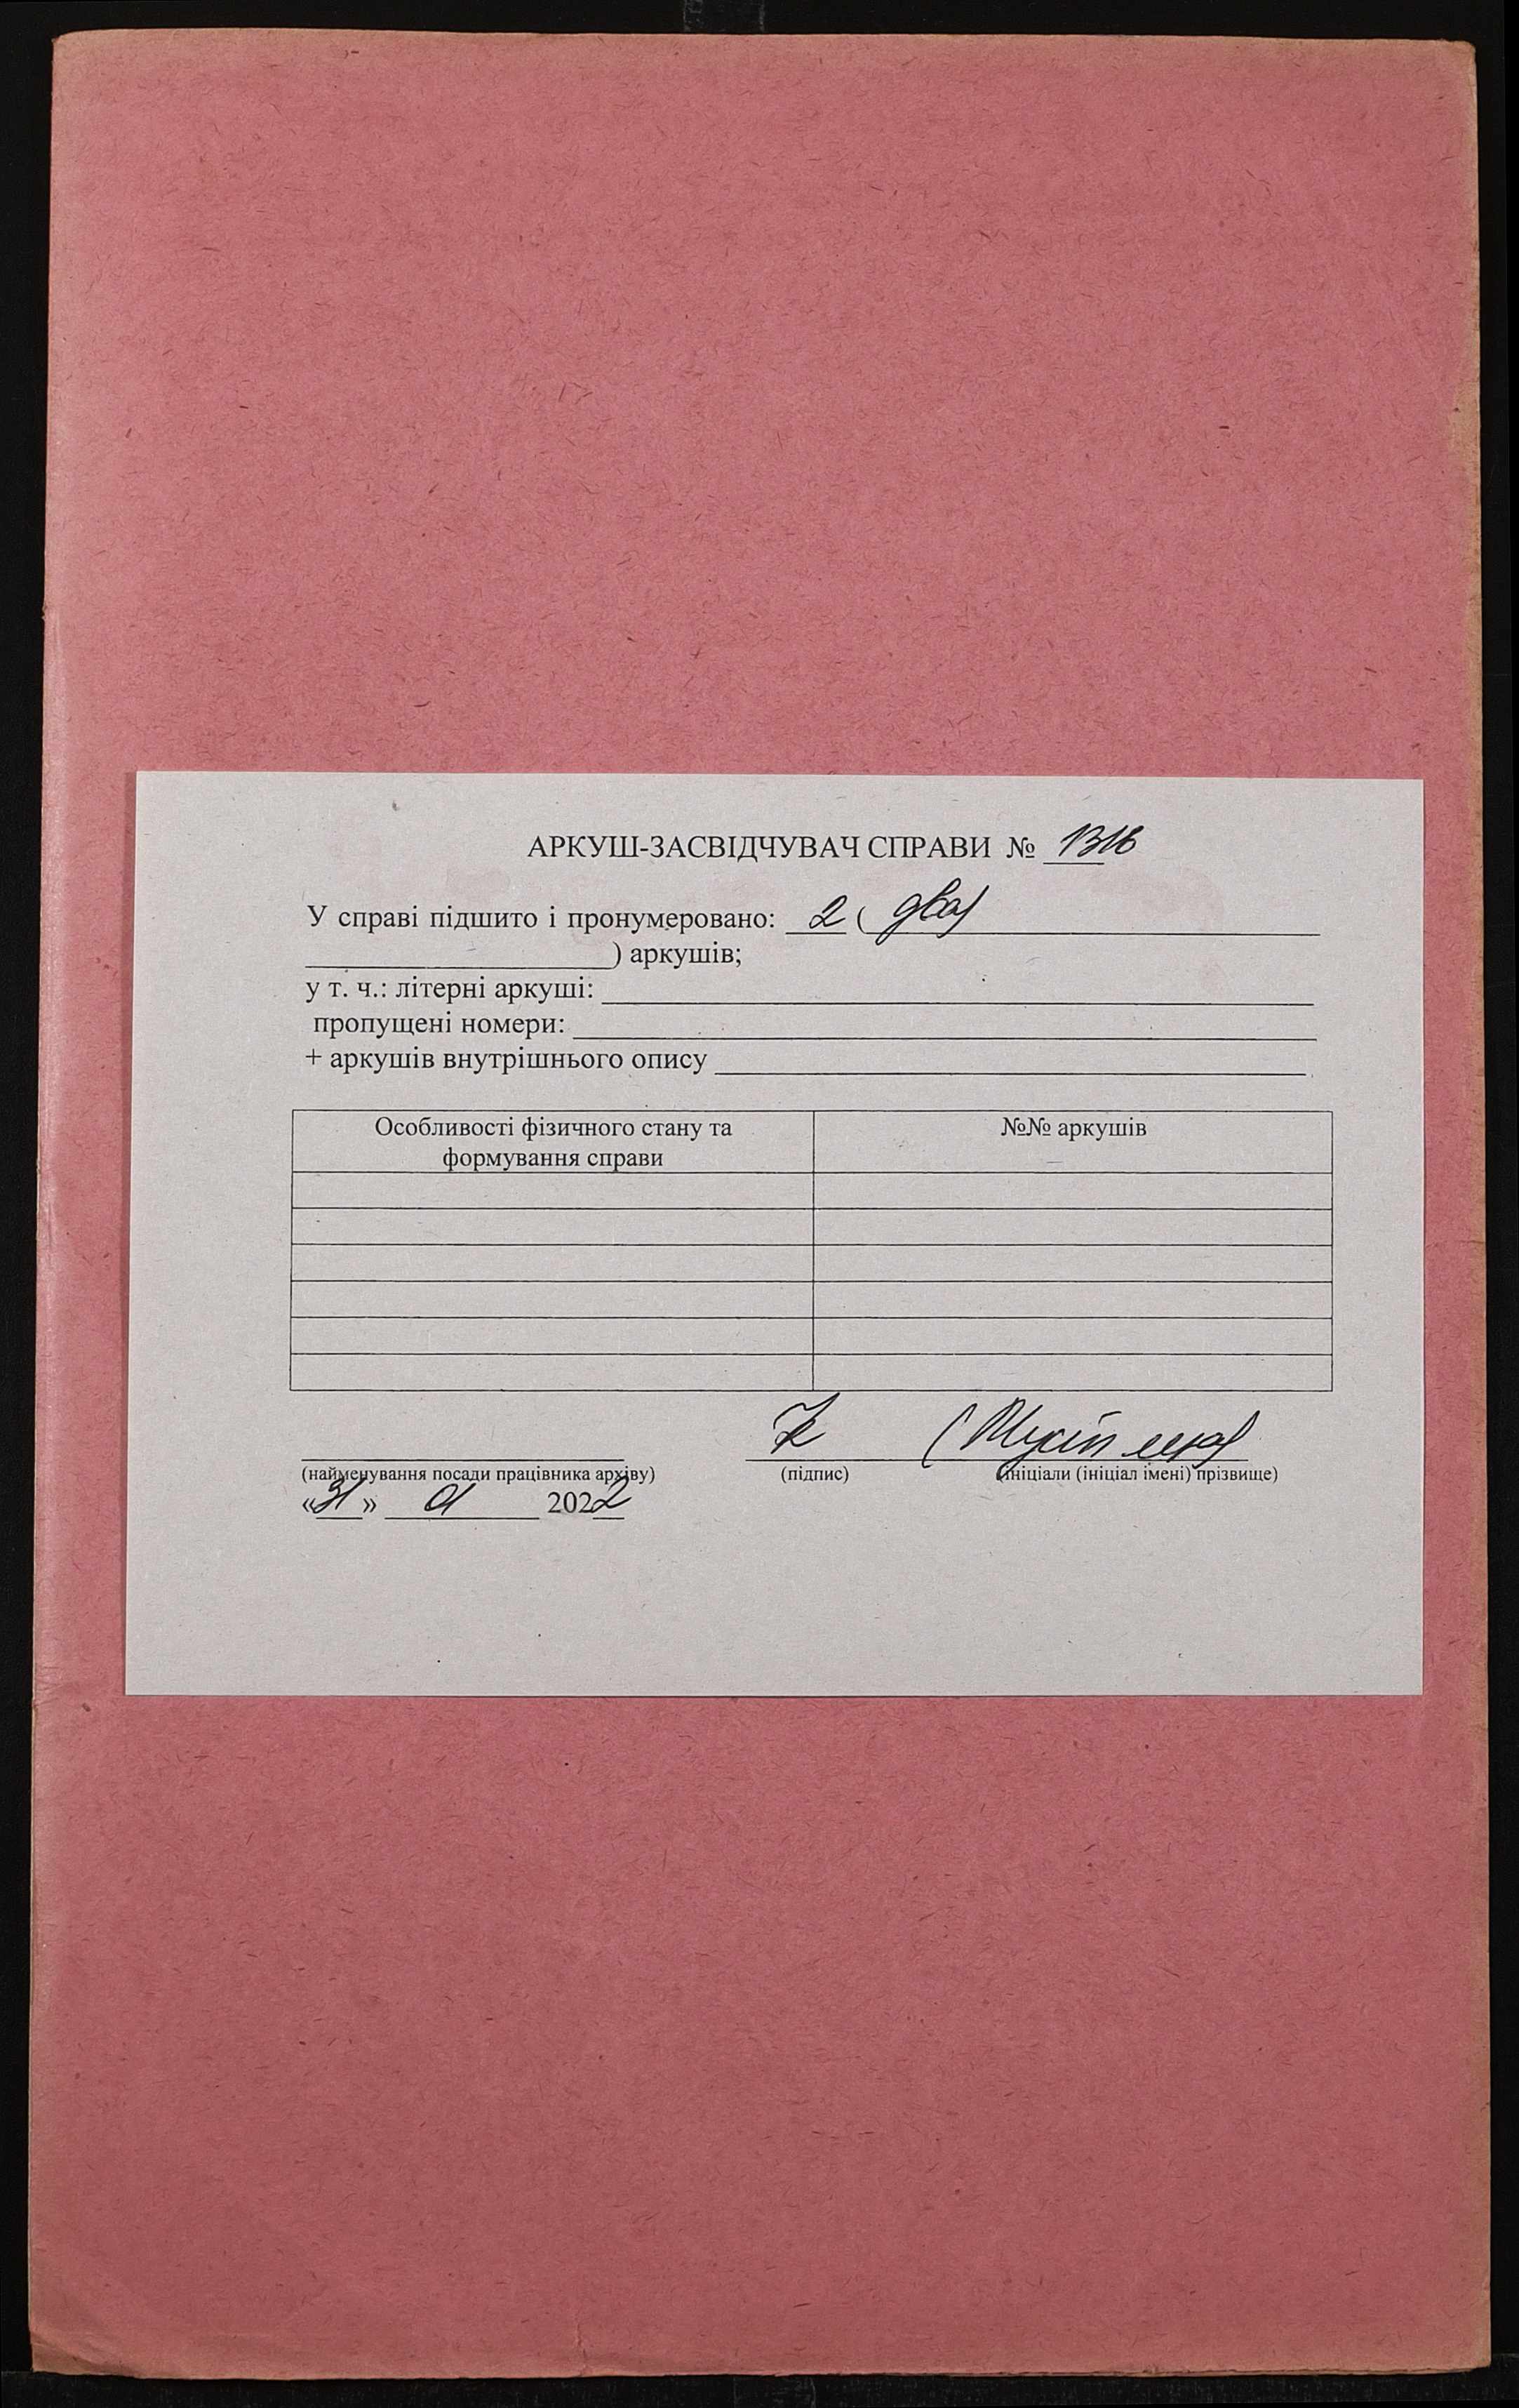 АРКУШ-ЗАСВІДЧУВАЧ СПРАВИ № 1316
У справі підшито і пронумеровано: 2 ( два)
) аркушів;
у т. ч.: літерні аркуші:
пропущені номери:
+ аркушів внутрішнього опису
Особливості фізичного стану та формування справи
№№ аркушів
(найменування посади працівника архіву)
(підпис)
(ініціали (ініціал імені) прізвище)
«31» 01 2022